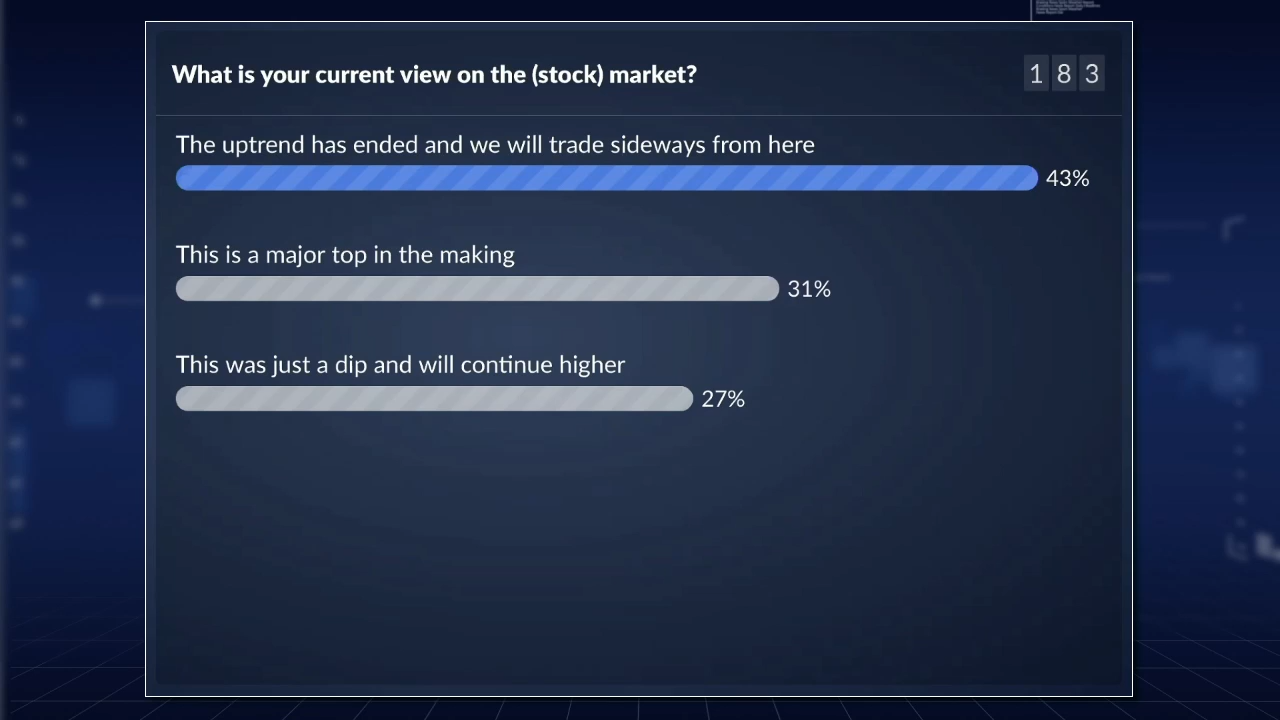 What is your current view on the (stock) market?
183
The uptrend has ended and we will trade sideways from here
43%
This is a major top in the making
31%
This was just a dip and will continue higher
27%